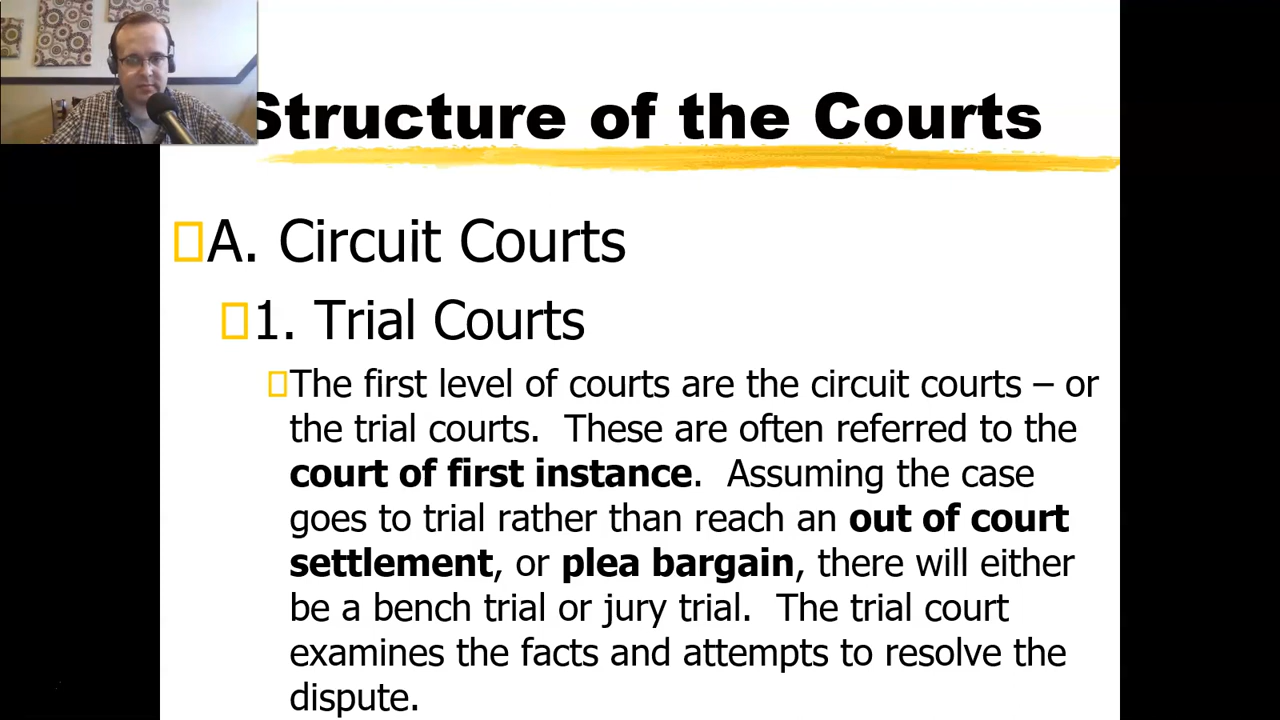 Structure of the Courts
A. Circuit Courts
1. Trial Courts
The first level of courts are the circuit courts – or
the trial courts.  These are often referred to the
court of first instance.  Assuming the case
goes to trial rather than reach an out of court
settlement, or plea bargain, there will either
be a bench trial or jury trial.  The trial court
examines the facts and attempts to resolve the
dispute.